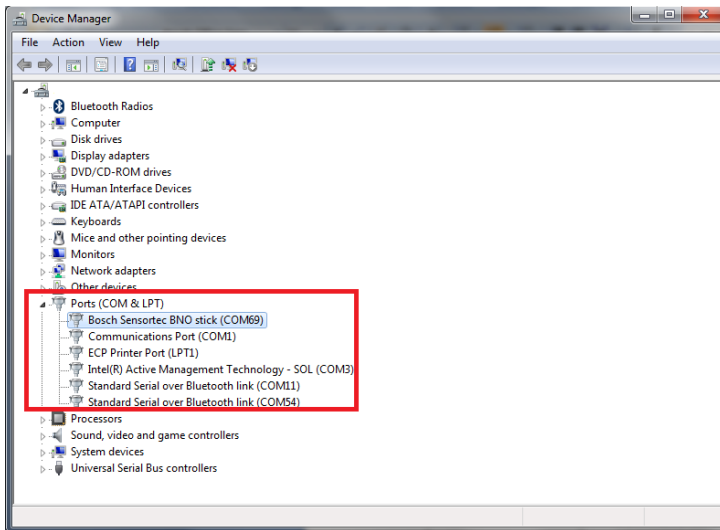 Device Manager
File Action View Help
Bluetooth Radios
Computer
Disk drives
Display adapters
DVD/CD-ROM drives
Human Interface Devices
IDE ATA/ATAPI controllers
Keyboards
Mice and other pointing devices
Monitors
Network adapters
Other devices
Ports (COM & LPT)
Bosch Sensortec BNO stick (COM69)
Communications Port (COM1)
ECP Printer Port (LPT1)
Intel(R) Active Management Technology - SOL (COM3)
Standard Serial over Bluetooth link (COM11)
Standard Serial over Bluetooth link (COM54)
Processors
Sound, video and game controllers
System devices
Universal Serial Bus controllers